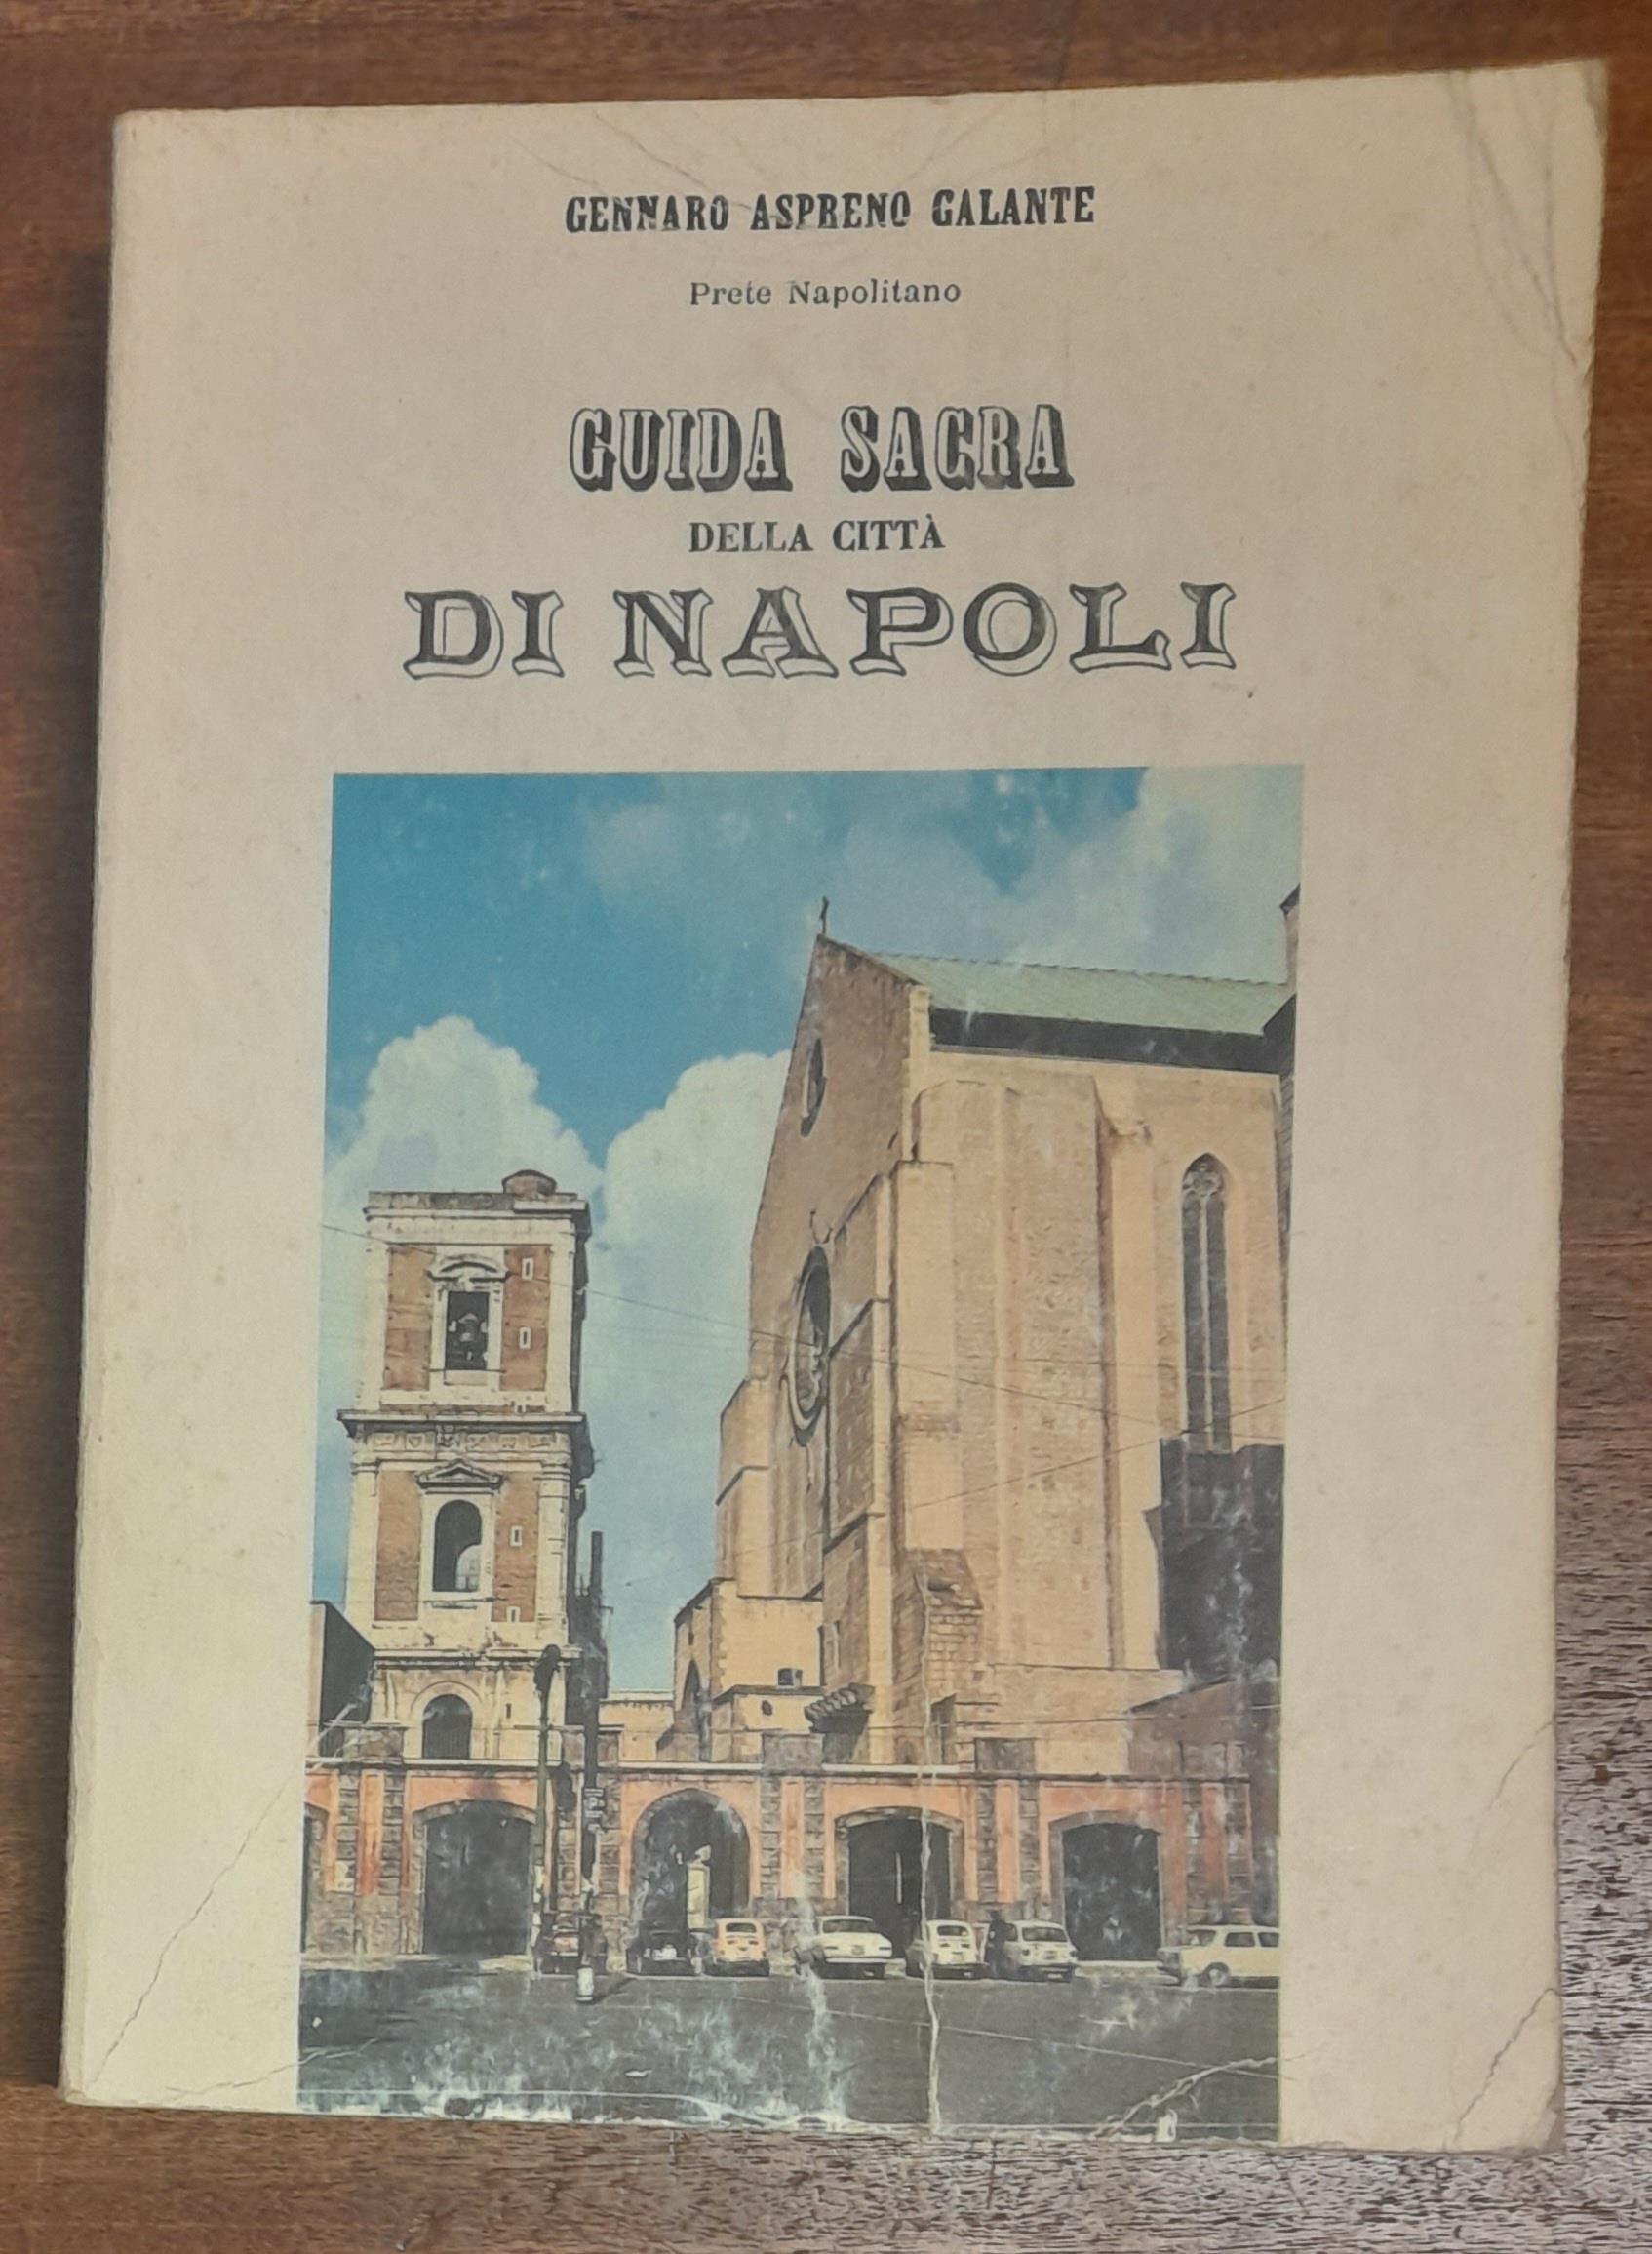 GENNARO ASPRENO GALANTE
Prete Napolitano
GUIDA SACRA
DELLA CITTÀ
DI NAPOLI